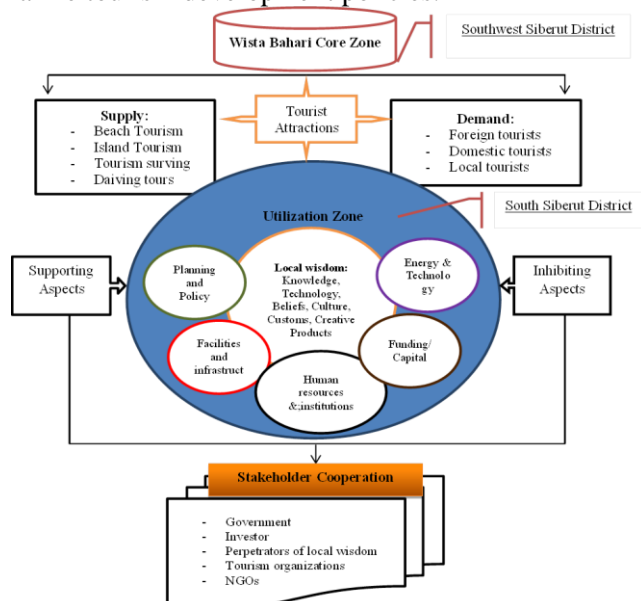 Wista Bahari Core Zone
Southwest Siberut District
Supply:
- Beach Tourism
- Island Tourism
- Tourism surving
- Daiving tours
Tourist
Attractions
Demand:
- Foreign tourists
- Domestic tourists
- Local tourists
Utilization Zone
South Siberut District
Supporting
Aspects
Planning
and
Policy
Local wisdom:
Knowledge,
Technology,
Beliefs, Culture,
Customs, Creative
Products
Energy &
Technolo
gy
Inhibiting
Aspects
Facilities
and
infrastruct
Human
resources
&;institutions
Funding/
Capital
Stakeholder Cooperation
- Government
- Investor
- Perpetrators of local wisdom
- Tourism organizations
- NGOs